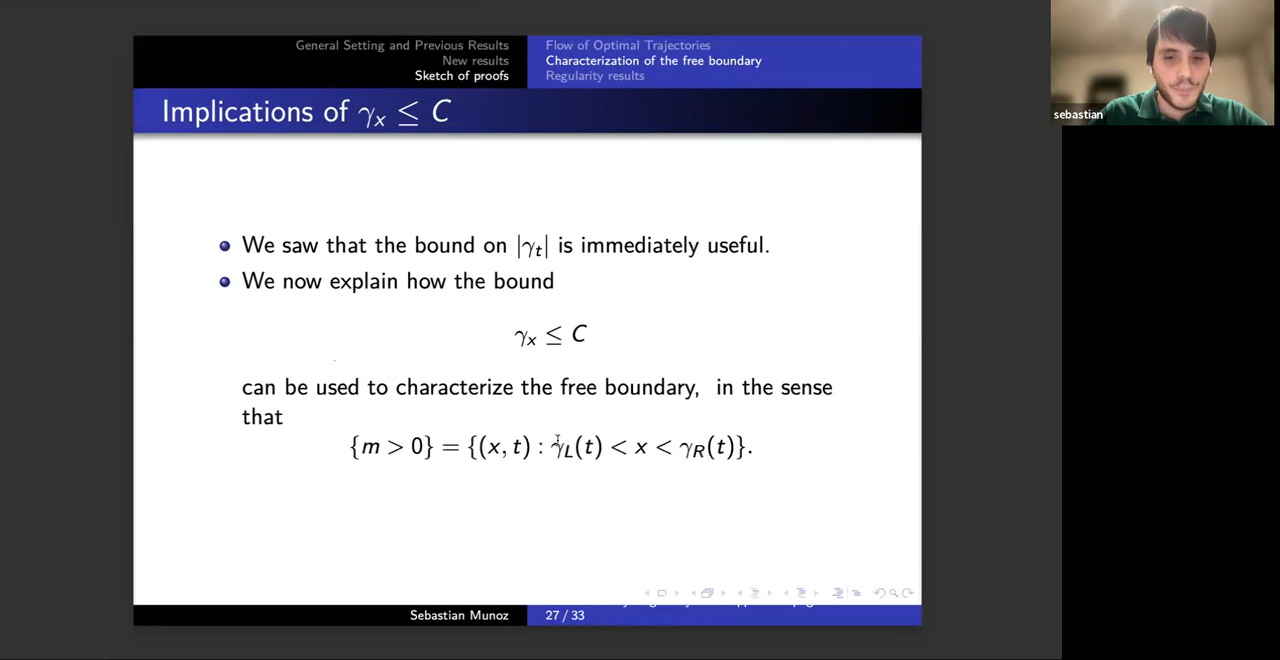 General Setting and Previous Results
New results
Sketch of proofs
Flow of Optimal Trajectories
Characterization of the free boundary
Regularity results
Implications of γₓ ≤ C
We saw that the bound on |γₜ| is immediately useful.
We now explain how the bound
γₓ ≤ C
can be used to characterize the free boundary, in the sense
that
{m > 0} = {(x, t) : γ_L(t) < x < γ_R(t)}.
Sebastian Munoz
27 / 33
sebastian